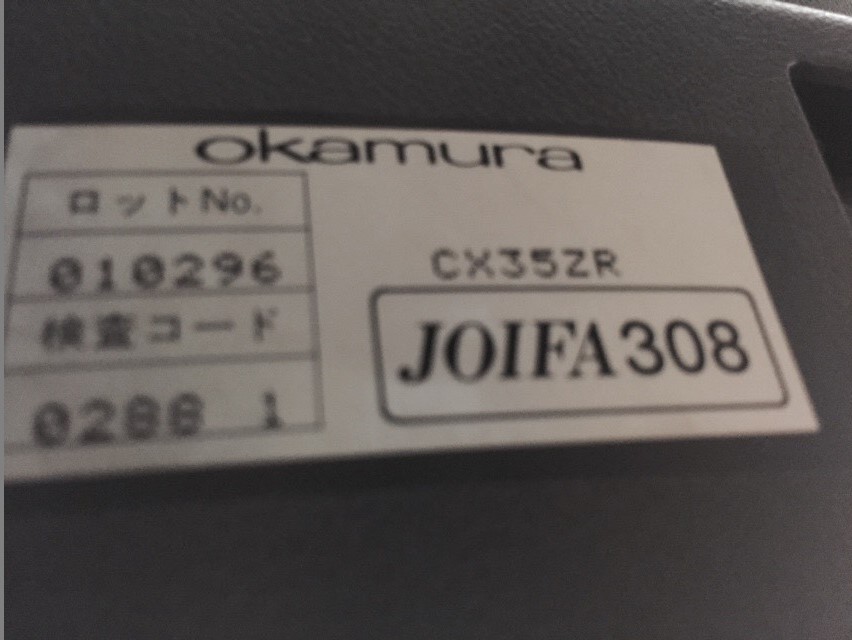 okamura
ロットNo.
010296
検査コード
0288 1
CX35ZR
JOIFA308